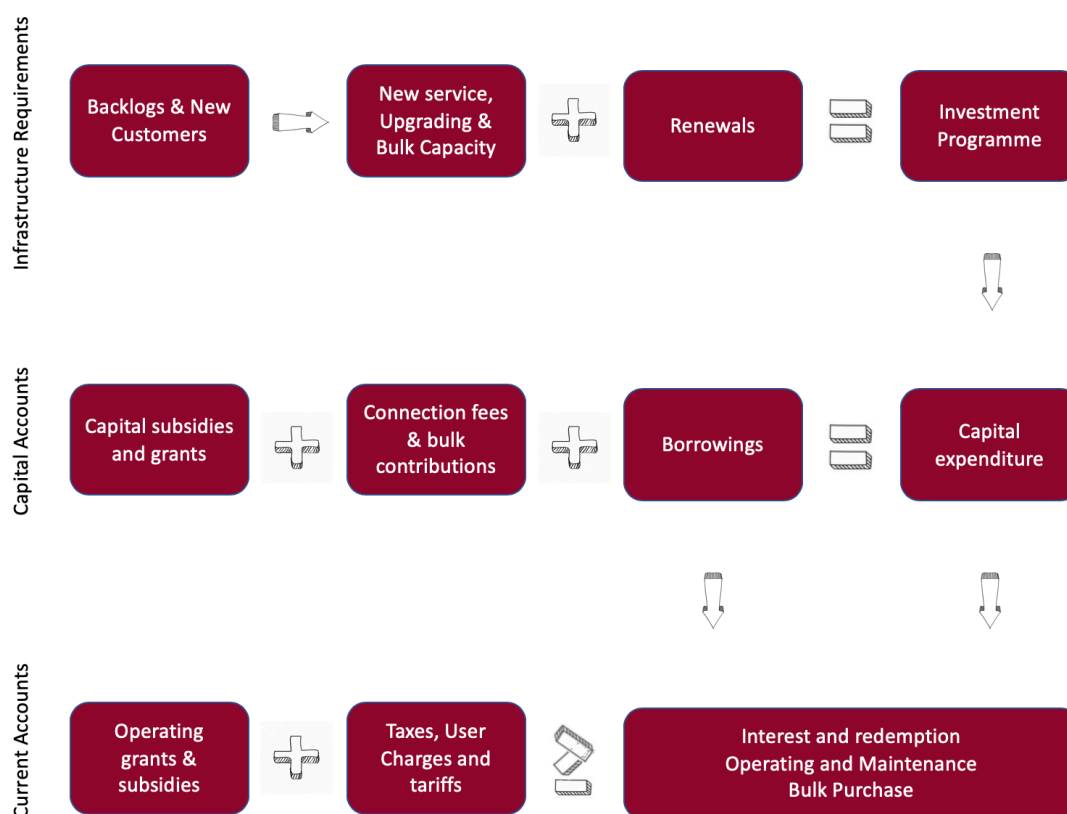 Infrastructure Requirements
Backlogs & New
Customers
New service,
Upgrading &
Bulk Capacity
Renewals
Investment
Programme
Capital Accounts
Capital subsidies
and grants
Connection fees
& bulk
contributions
Borrowings
Capital
expenditure
Current Accounts
Operating
grants &
subsidies
Taxes, User
Charges and
tariffs
Interest and redemption
Operating and Maintenance
Bulk Purchase